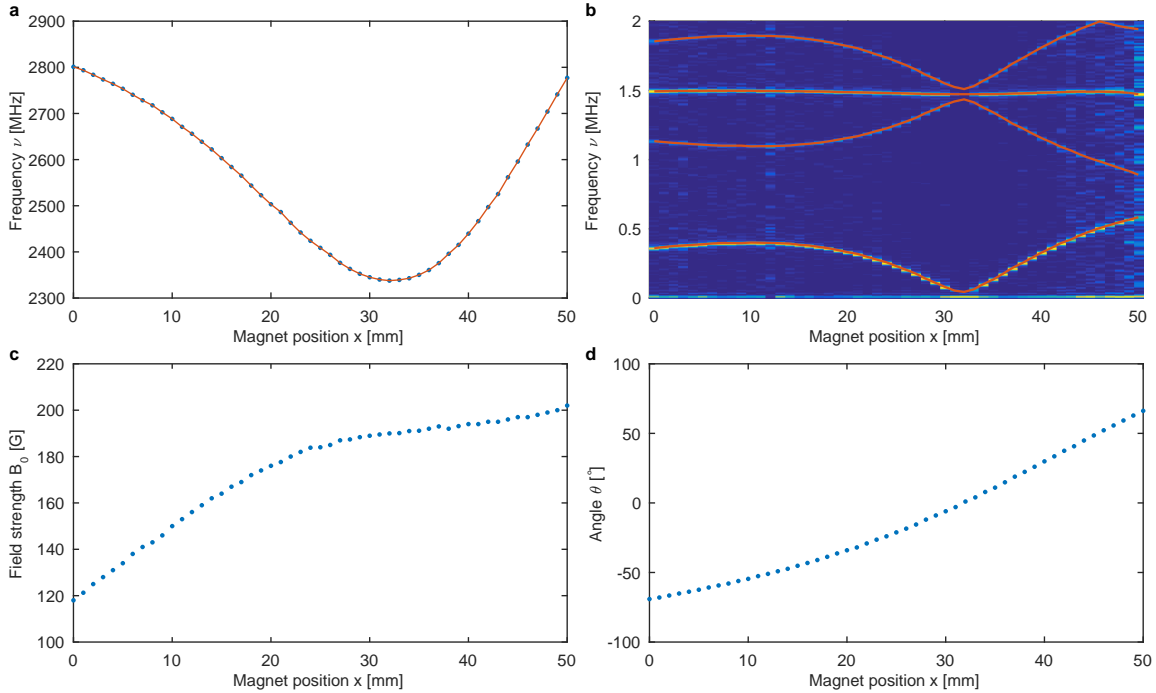 a
2900
2800
2700
2600
2500
2400
2300
Frequency ν [MHz]
0 10 20 30 40 50
Magnet position x [mm]
b
2
1.5
1
0.5
0
Frequency ν [MHz]
0 10 20 30 40 50
Magnet position x [mm]
c
220
200
180
160
140
120
100
Field strength B₀ [G]
0 10 20 30 40 50
Magnet position x [mm]
d
100
50
0
-50
-100
Angle θ [°]
0 10 20 30 40 50
Magnet position x [mm]